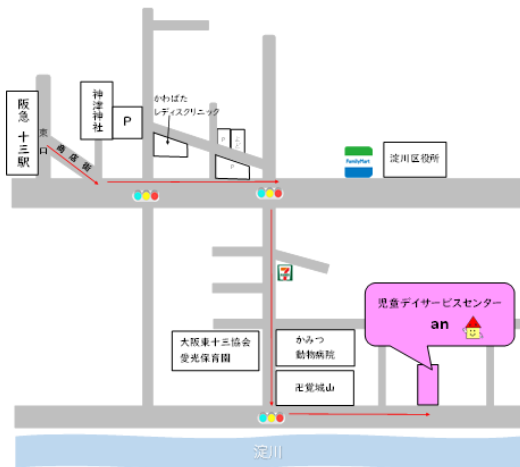 阪急 十三駅
東口
商店街
神津神社
P
かわばた
レディスクリニック
P
P
FamilyMart
淀川区役所
7
児童デイサービスセンター
an
大阪東十三協会
愛光保育園
かみつ
動物病院
卍覚城山
淀川